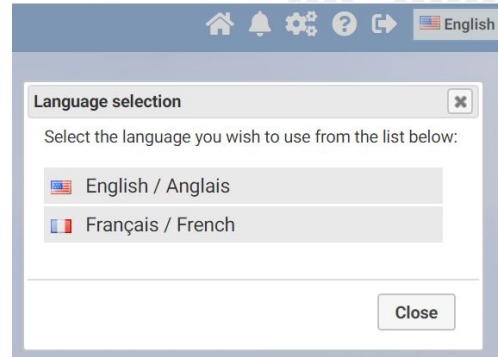 English
Language selection
Select the language you wish to use from the list below:
English / Anglais
Français / French
Close